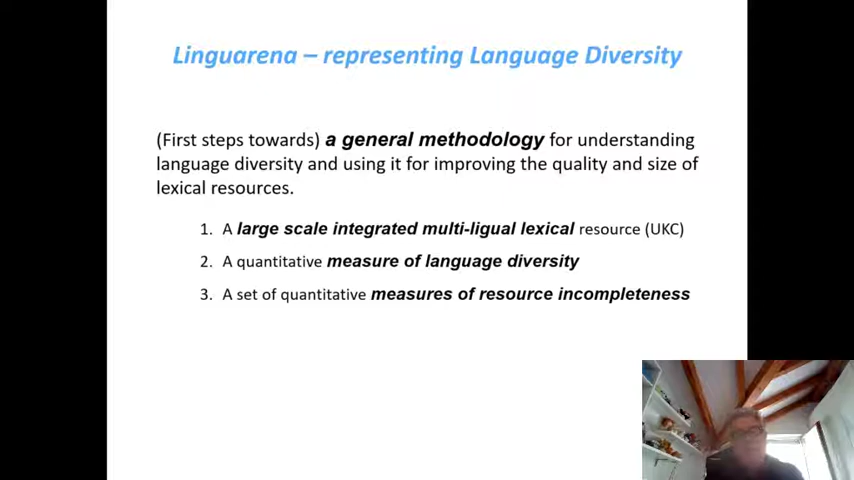 Linguarena – representing Language Diversity
(First steps towards) a general methodology for understanding
language diversity and using it for improving the quality and size of
lexical resources.
1. A large scale integrated multi-ligual lexical resource (UKC)
2. A quantitative measure of language diversity
3. A set of quantitative measures of resource incompleteness